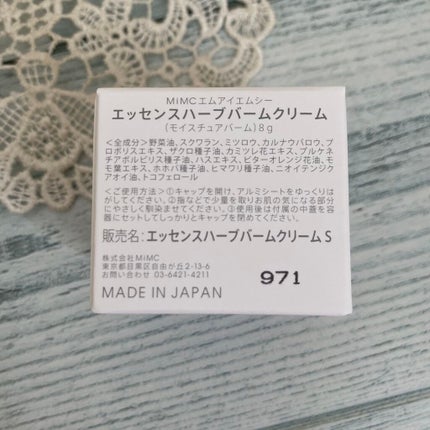 MiMCエムアイエムシー
エッセンスハーブバームクリーム
(モイスチュアバーム)8g
<全成分>野菜油、スクワラン、ミツロウ、カルナウバロウ、プ
ロポリスエキス、ザクロ種子油、カミツレ花エキス、プルケネ
チアボルビリス種子油、ハスエキス、ビターオレンジ花油、モ
モ葉エキス、ホホバ種子油、ヒマワリ種子油、ニオイテンジクア
アオイ油、トコフェロール
<ご使用方法>①キャップを開け、アルミシートをゆっくりは
がしてください。②指などで少量を取りお肌の気になる部分
にやさしく馴染ませてください。③使用後は付属の中蓋を容
器にセットしてしっかりとキャップを閉めてください。
販売名:エッセンスハーブバームクリームS
株式会社MiMC
東京都目黒区自由が丘2-13-6
お問い合わせ 03-6421-4211
MADE IN JAPAN
971